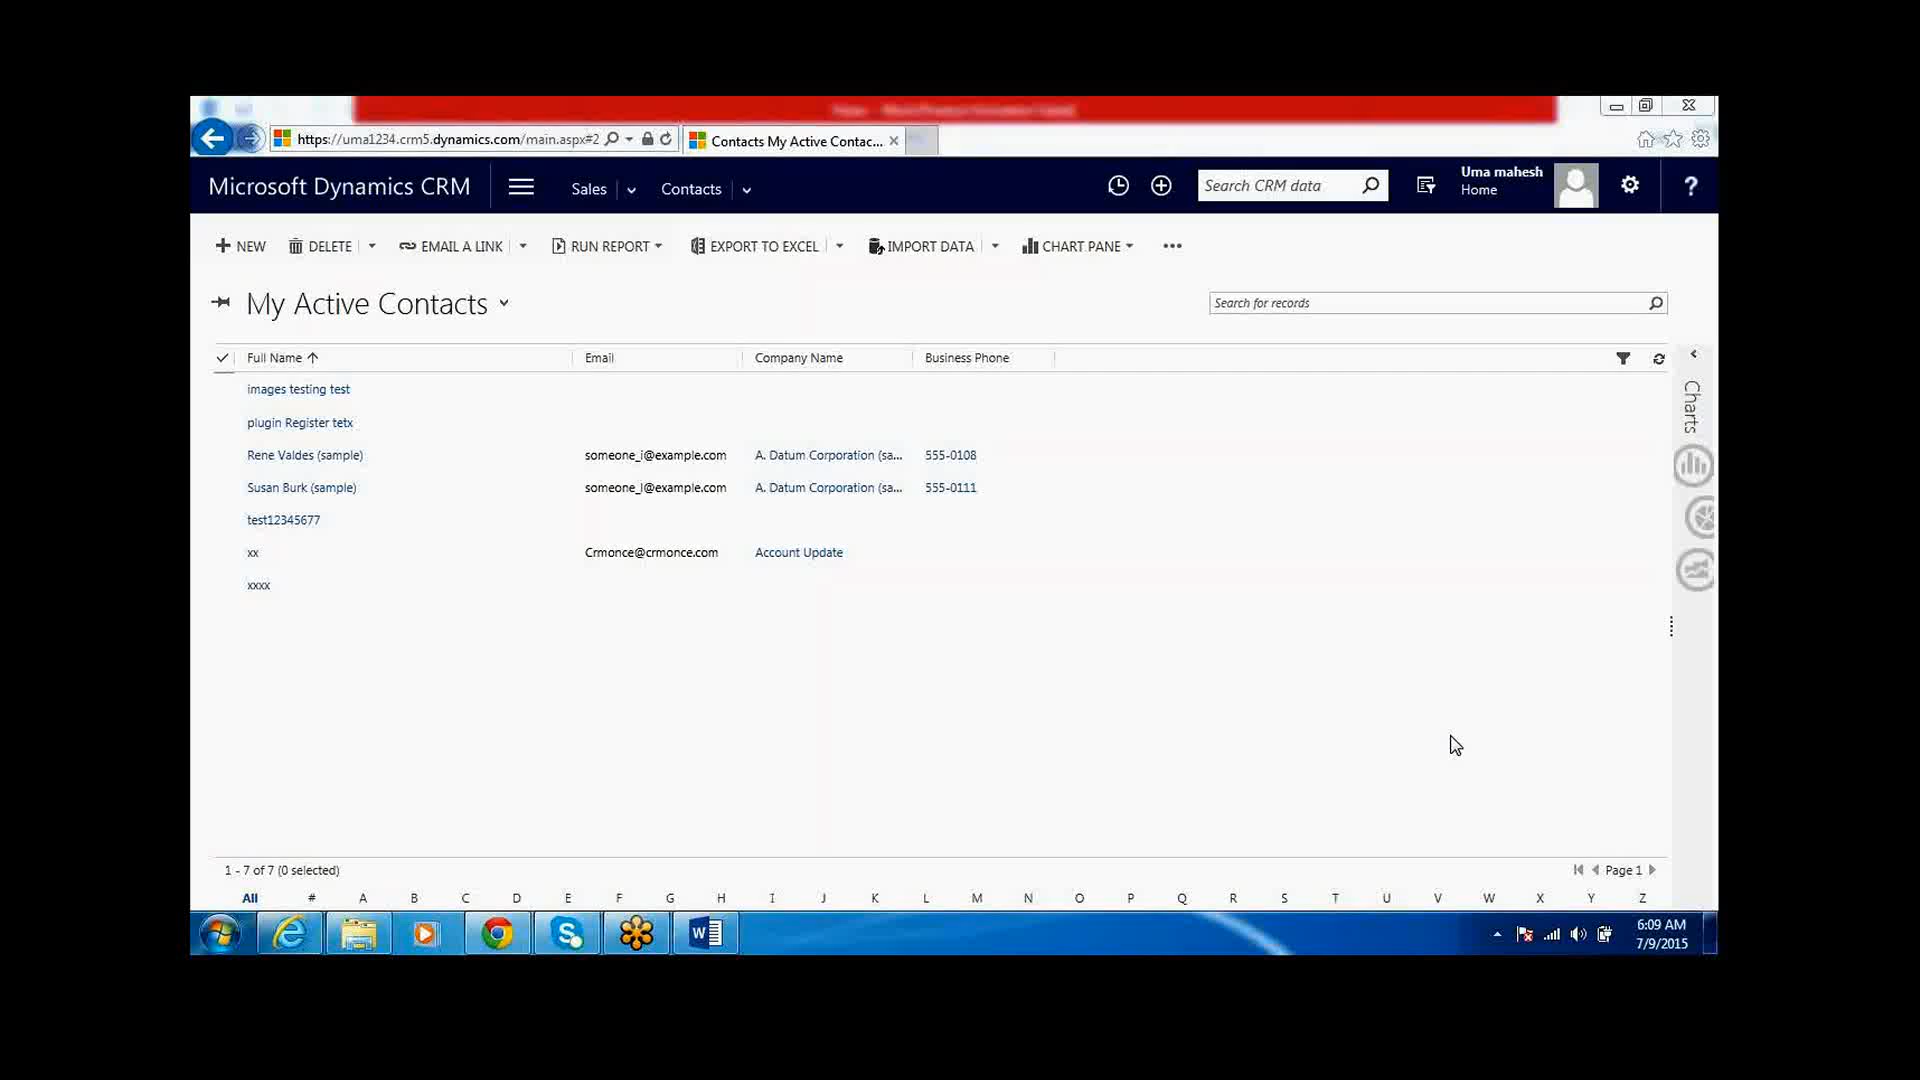 https://uma1234.crm5.dynamics.com/main.aspx#2
Contacts My Active Contac...
Microsoft Dynamics CRM
Sales
Contacts
Search CRM data
Uma mahesh
Home
?
NEW
DELETE
EMAIL A LINK
RUN REPORT
EXPORT TO EXCEL
IMPORT DATA
CHART PANE
My Active Contacts
Search for records
Full Name
Email
Company Name
Business Phone
Charts
images testing test
plugin Register tetx
Rene Valdes (sample) someone_i@example.com A. Datum Corporation (sa... 555-0108
Susan Burk (sample) someone_l@example.com A. Datum Corporation (sa... 555-0111
test12345677
xx Crmonce@crmonce.com Account Update
xxxx
1 - 7 of 7 (0 selected)
Page 1
All # A B C D E F G H I J K L M N O P Q R S T U V W X Y Z
6:09 AM
7/9/2015